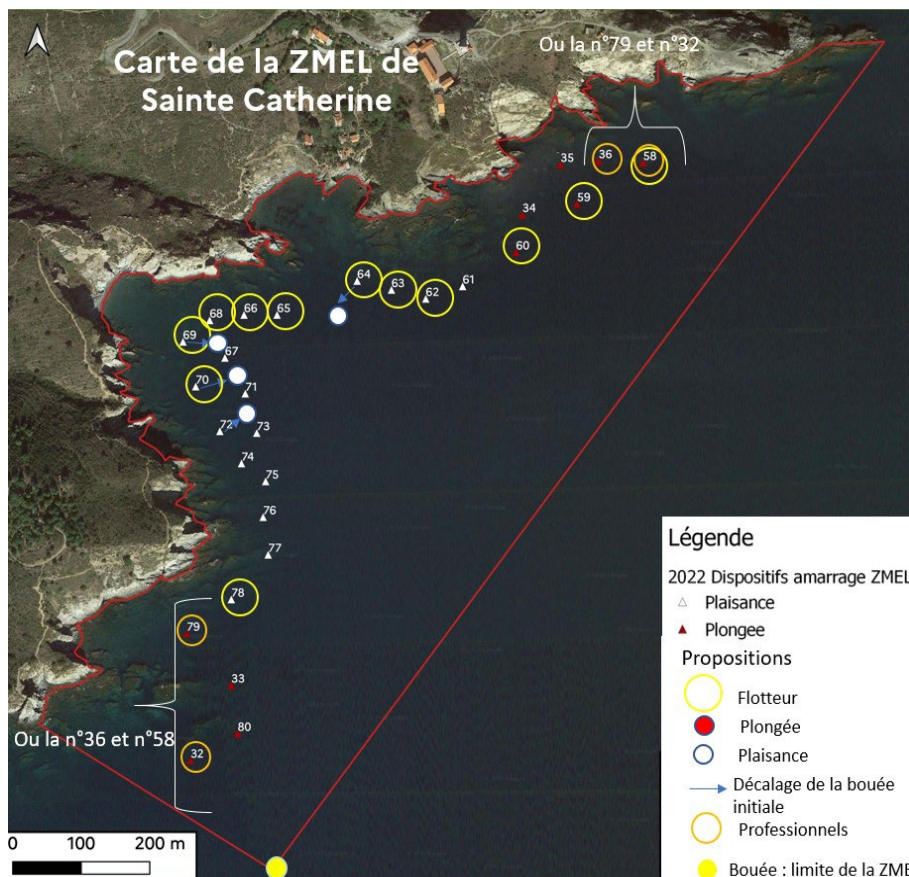 Ou la n°79 et n°32
Carte de la ZMEL de
Sainte Catherine
35
36
58
34
59
60
64
63
62
61
68
66
65
69
67
70
71
72
73
74
75
76
77
78
79
33
80
Ou la n°36 et n°58
32
0 100 200 m
Légende
2022 Dispositifs amarrage ZMEL
Plaisance
Plongee
Propositions
Flotteur
Plongée
Plaisance
Décalage de la bouée
initiale
Professionnels
Bouée : limite de la ZME